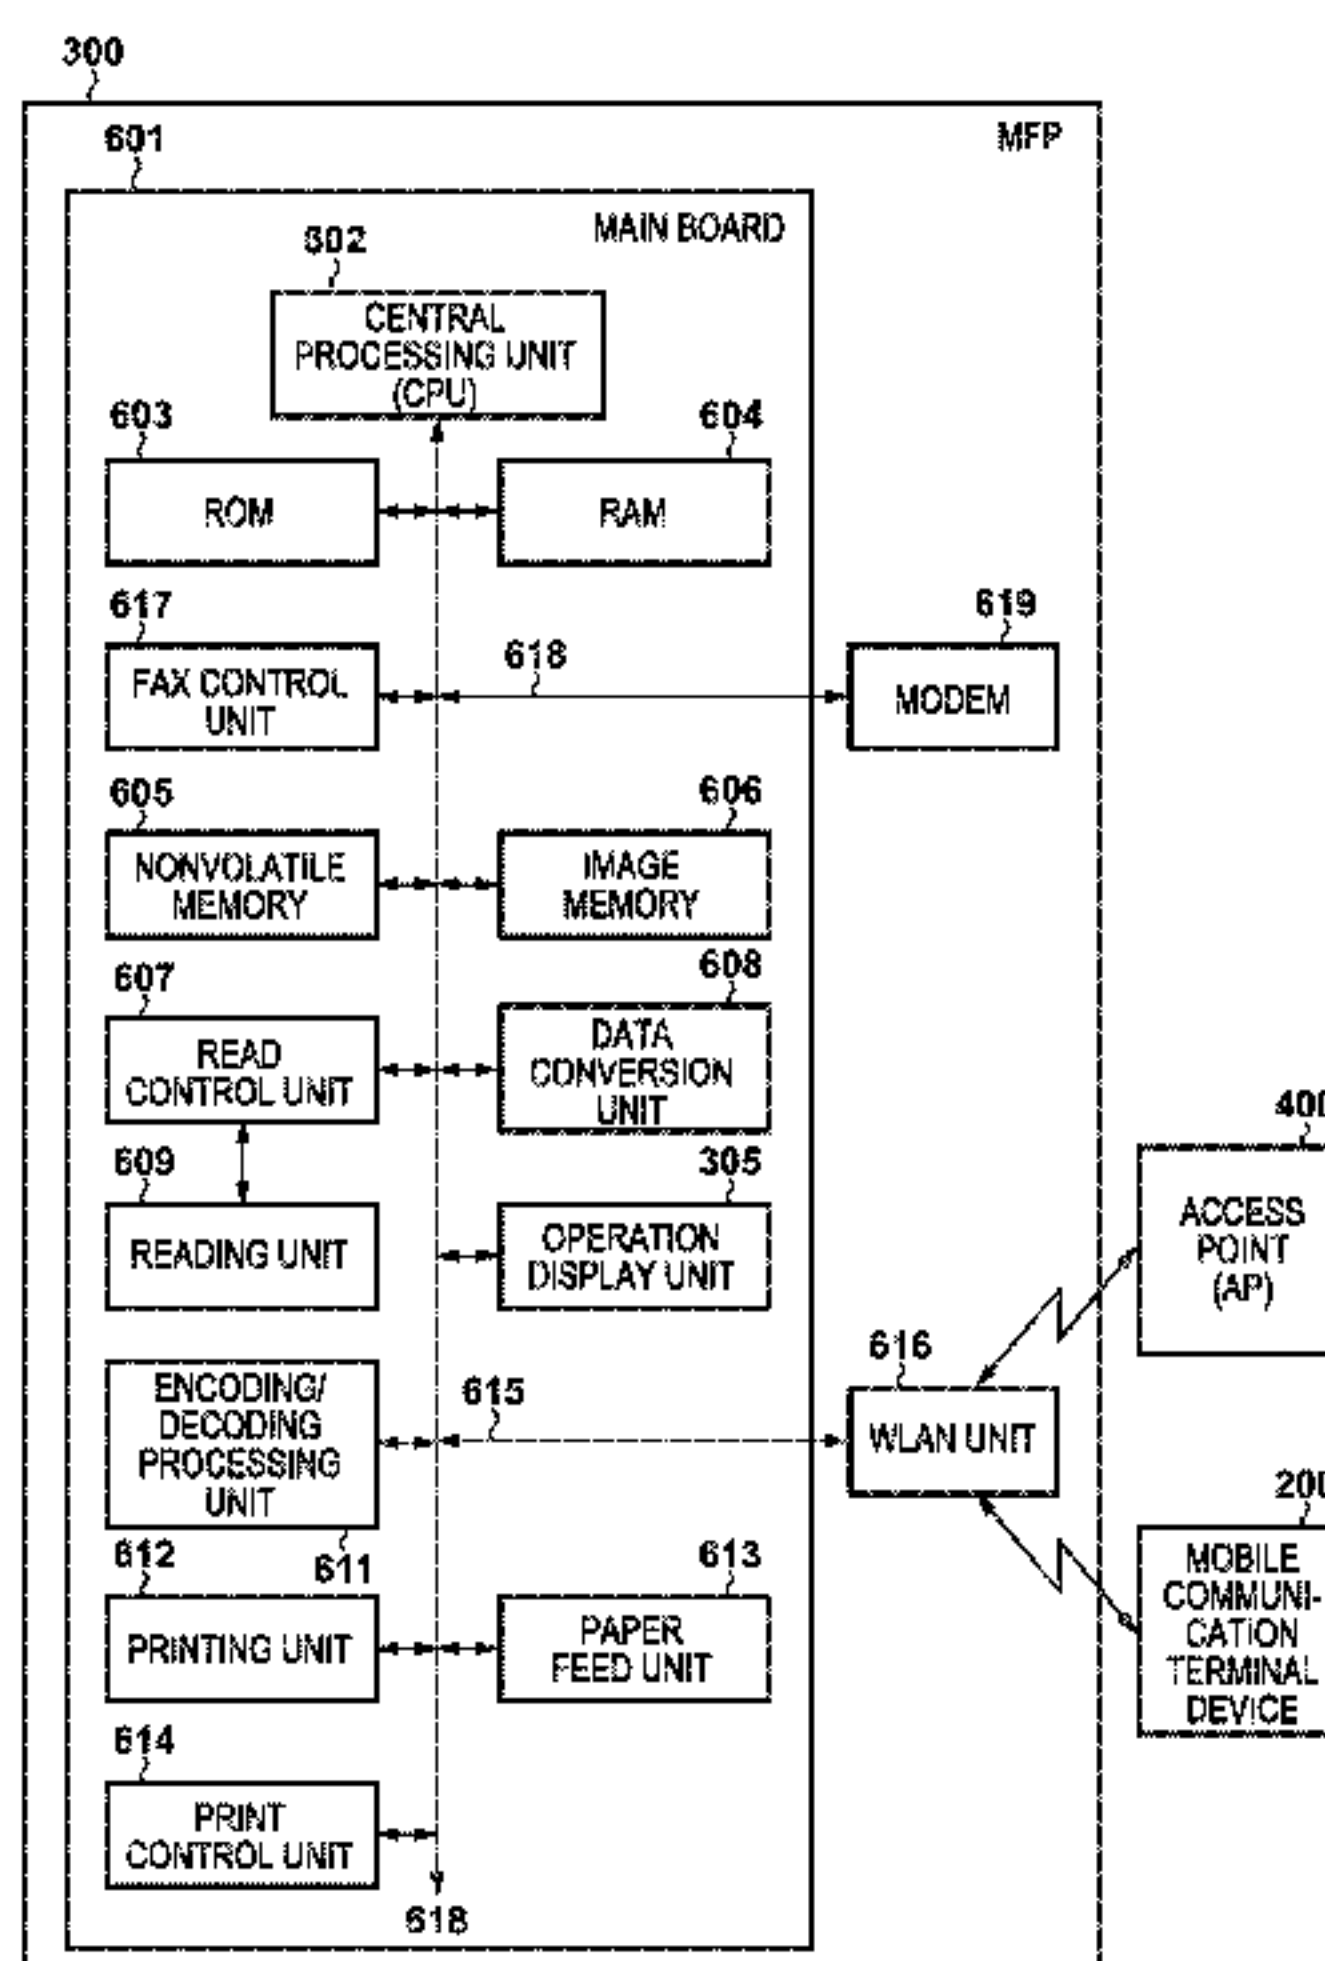 300
MFP
601
MAIN BOARD
602
CENTRAL
PROCESSING UNIT
(CPU)
603
604
ROM
RAM
617
618
619
FAX CONTROL
UNIT
MODEM
605
606
NONVOLATILE
MEMORY
IMAGE
MEMORY
607
608
READ
CONTROL UNIT
DATA
CONVERSION
UNIT
609
305
READING UNIT
OPERATION
DISPLAY UNIT
400
ACCESS
POINT
(AP)
616
WLAN UNIT
615
ENCODING/
DECODING
PROCESSING
UNIT
611
200
MOBILE
COMMUNI-
CATION
TERMINAL
DEVICE
612
613
PRINTING UNIT
PAPER
FEED UNIT
614
PRINT
CONTROL UNIT
618